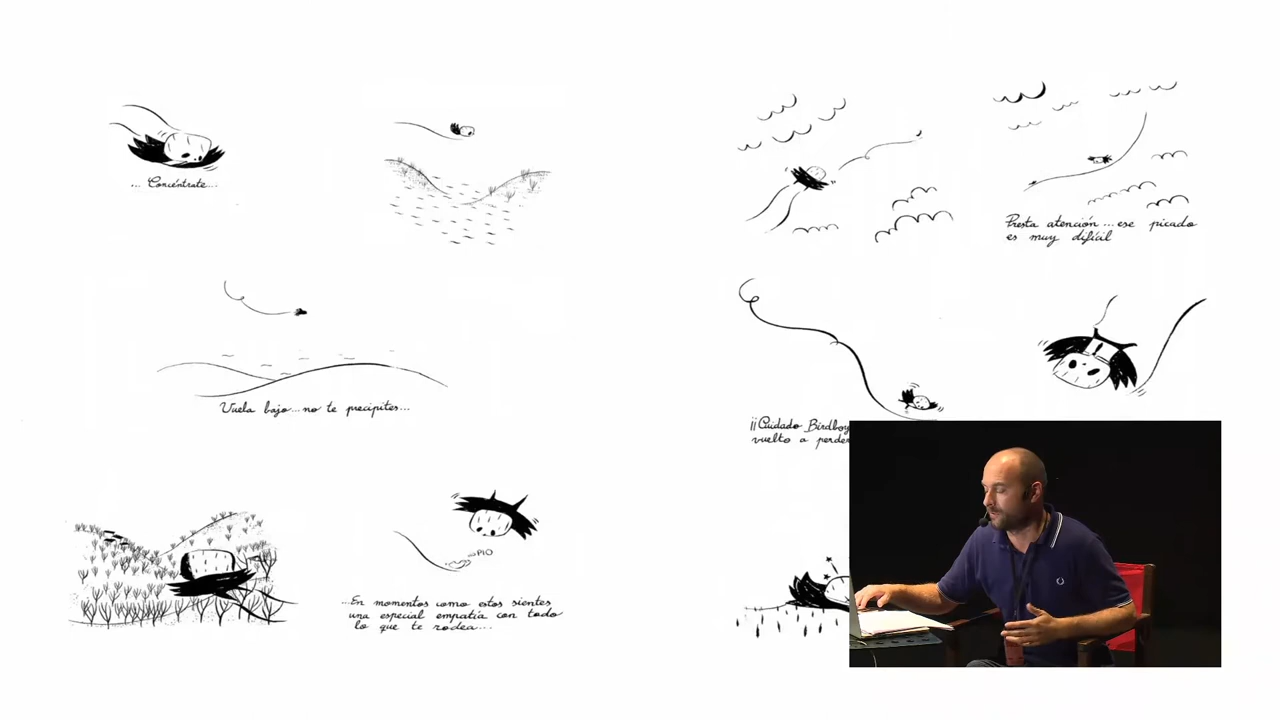 ... Concéntrate...
Vuela bajo...no te precipites...
PIO
...En momentos como estos sientes
una especial empatía con todo
lo que te rodea...
Presta atención...ese picado
es muy difícil
¡¡Cuidado Birdboy
vuelto a